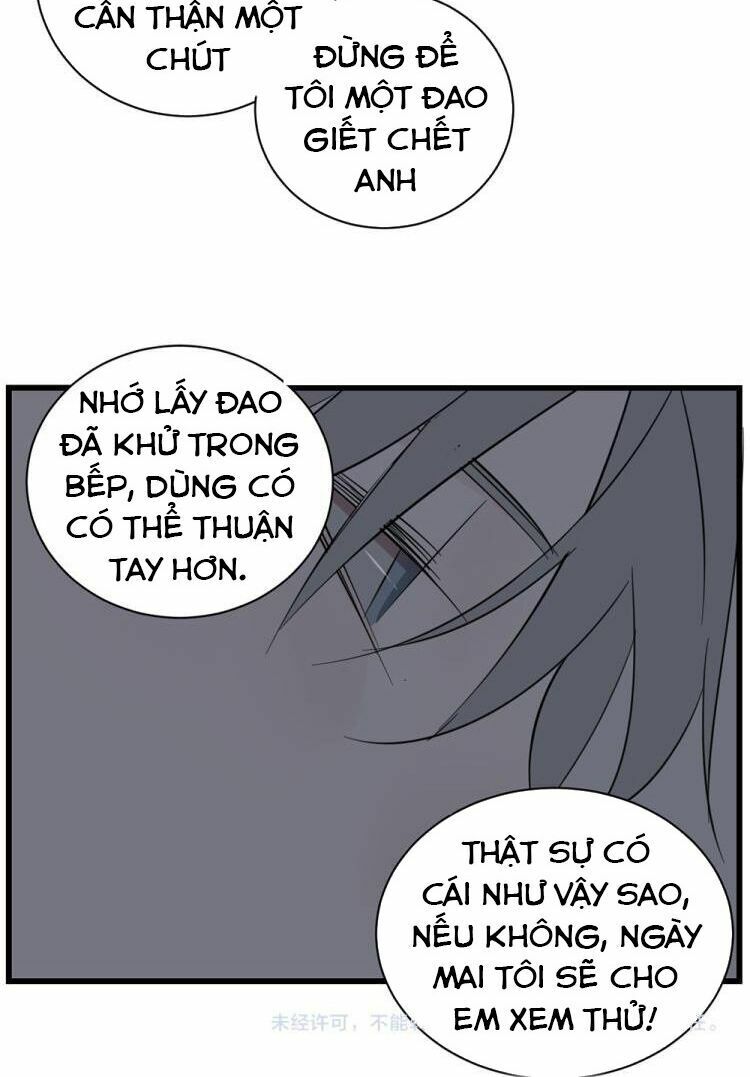 CẨN THẬN MỘT
CHÚT
ĐỪNG ĐỂ
TÔI MỘT ĐAO
GIẾT CHẾT
ANH
NHỚ LẤY ĐAO
ĐÃ KHỬ TRONG
BẾP, DÙNG CÓ
CÓ THỂ THUẬN
TAY HƠN.
THẬT SỰ CÓ
CÁI NHƯ VẬY SAO,
NẾU KHÔNG, NGÀY
MAI TÔI SẼ CHO
EM XEM THỬ!
未经许可，不能